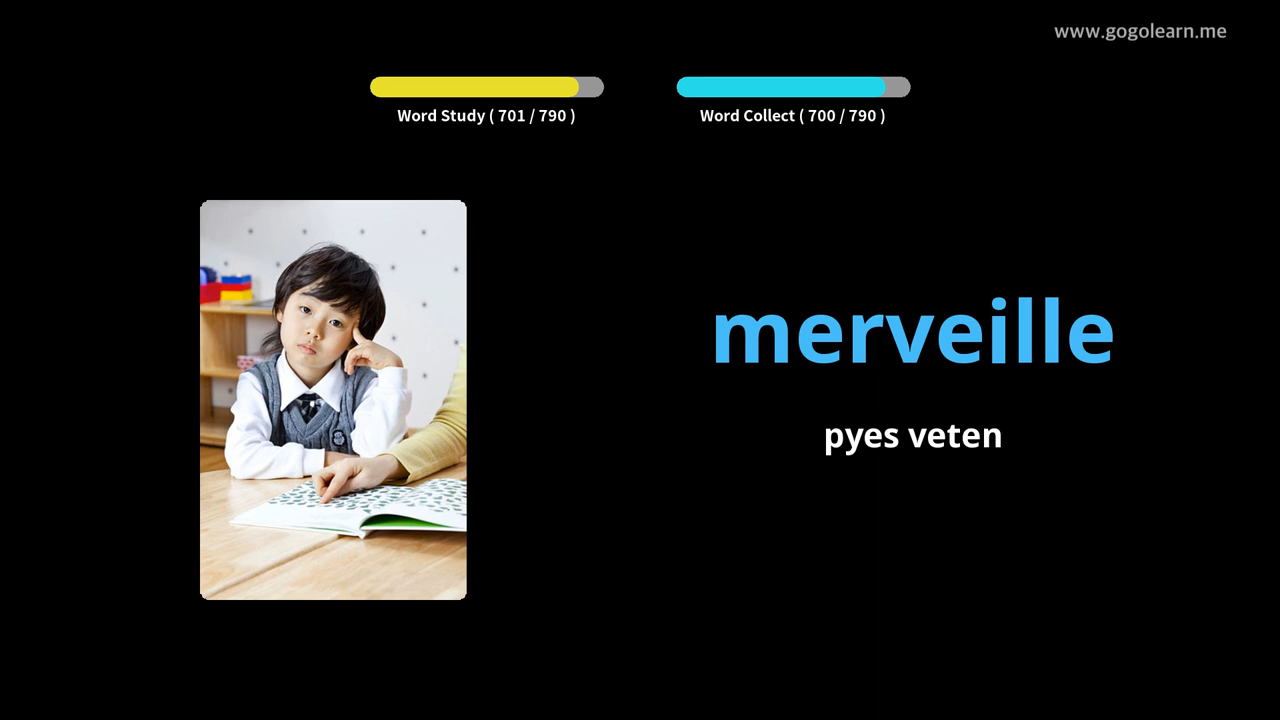 www.gogolearn.me
Word Study ( 701 / 790 )
Word Collect ( 700 / 790 )
merveille
pyes veten